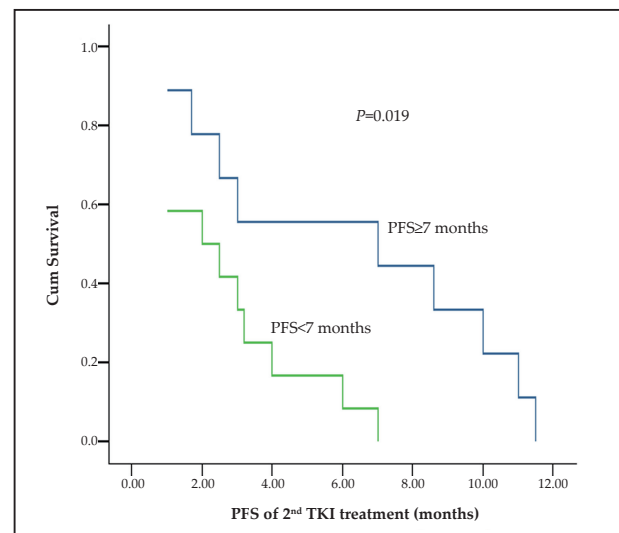 1.0
P=0.019
0.8
0.6
PFS≥7 months
Cum Survival
0.4
PFS<7 months
0.2
0.0
0.00 2.00 4.00 6.00 8.00 10.00 12.00
PFS of 2nd TKI treatment (months)